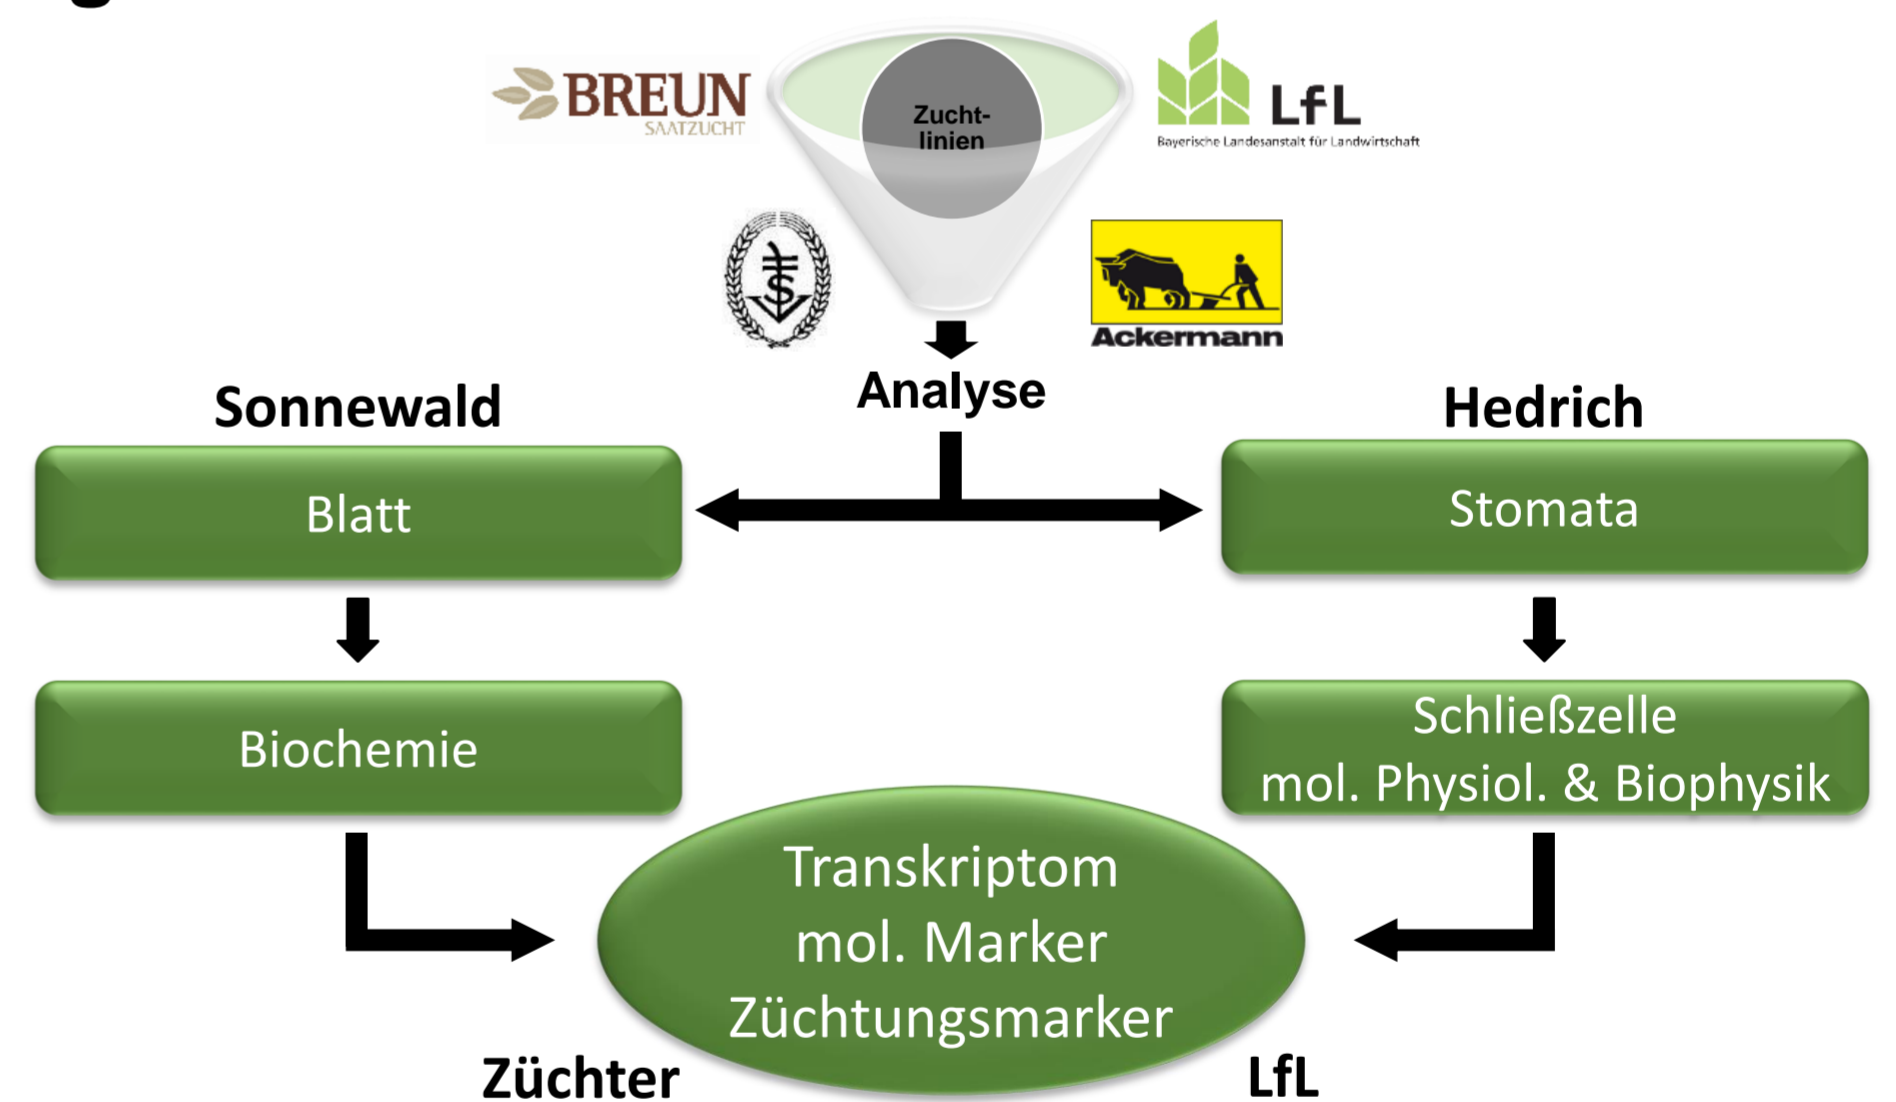 g
BREUN
SAATZUCHT
Zucht-
linien
LfL
Bayerische Landesanstalt für Landwirtschaft
Ackermann
Analyse
Sonnewald
Hedrich
Blatt
Stomata
Biochemie
Schließzelle
mol. Physiol. & Biophysik
Transkriptom
mol. Marker
Züchtungsmarker
Züchter
LfL